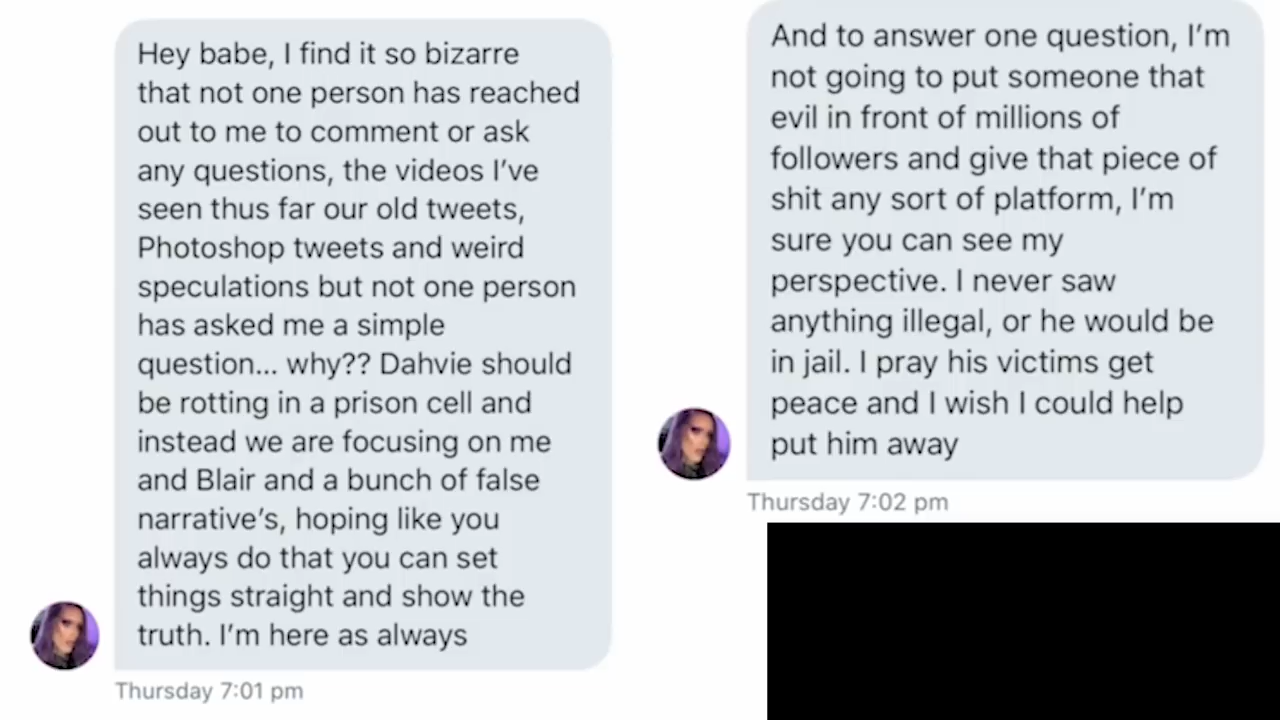 Hey babe, I find it so bizarre
that not one person has reached
out to me to comment or ask
any questions, the videos I've
seen thus far our old tweets,
Photoshop tweets and weird
speculations but not one person
has asked me a simple
question... why?? Dahvie should
be rotting in a prison cell and
instead we are focusing on me
and Blair and a bunch of false
narrative's, hoping like you
always do that you can set
things straight and show the
truth. I'm here as always
Thursday 7:01 pm
And to answer one question, I'm
not going to put someone that
evil in front of millions of
followers and give that piece of
shit any sort of platform, I'm
sure you can see my
perspective. I never saw
anything illegal, or he would be
in jail. I pray his victims get
peace and I wish I could help
put him away
Thursday 7:02 pm